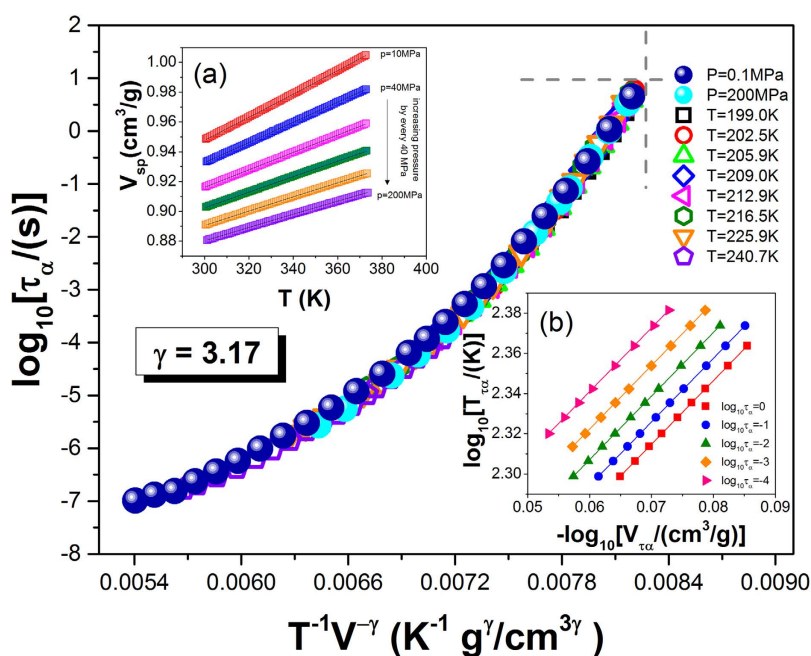 log₁₀[τα/(s)]
2
1
0
-1
-2
-3
-4
-5
-6
-7
-8
0.0054
0.0060
0.0066
0.0072
0.0078
0.0084
0.0090
T⁻¹V⁻ᵞ (K⁻¹ gᵞ/cm³ᵞ)
γ = 3.17
P=0.1MPa
P=200MPa
T=199.0K
T=202.5K
T=205.9K
T=209.0K
T=212.9K
T=216.5K
T=225.9K
T=240.7K
(a)
Vsp(cm³/g)
1.00
0.98
0.96
0.94
0.92
0.90
0.88
300
320
340
360
380
400
T (K)
p=10MPa
p=40MPa
increasing pressure
by every 40 MPa
p=200MPa
(b)
log₁₀[Tτα/(K)]
2.38
2.36
2.34
2.32
2.30
0.05
0.06
0.07
0.08
0.09
-log₁₀[Vτα/(cm³/g)]
log₁₀τα=0
log₁₀τα=-1
log₁₀τα=-2
log₁₀τα=-3
log₁₀τα=-4